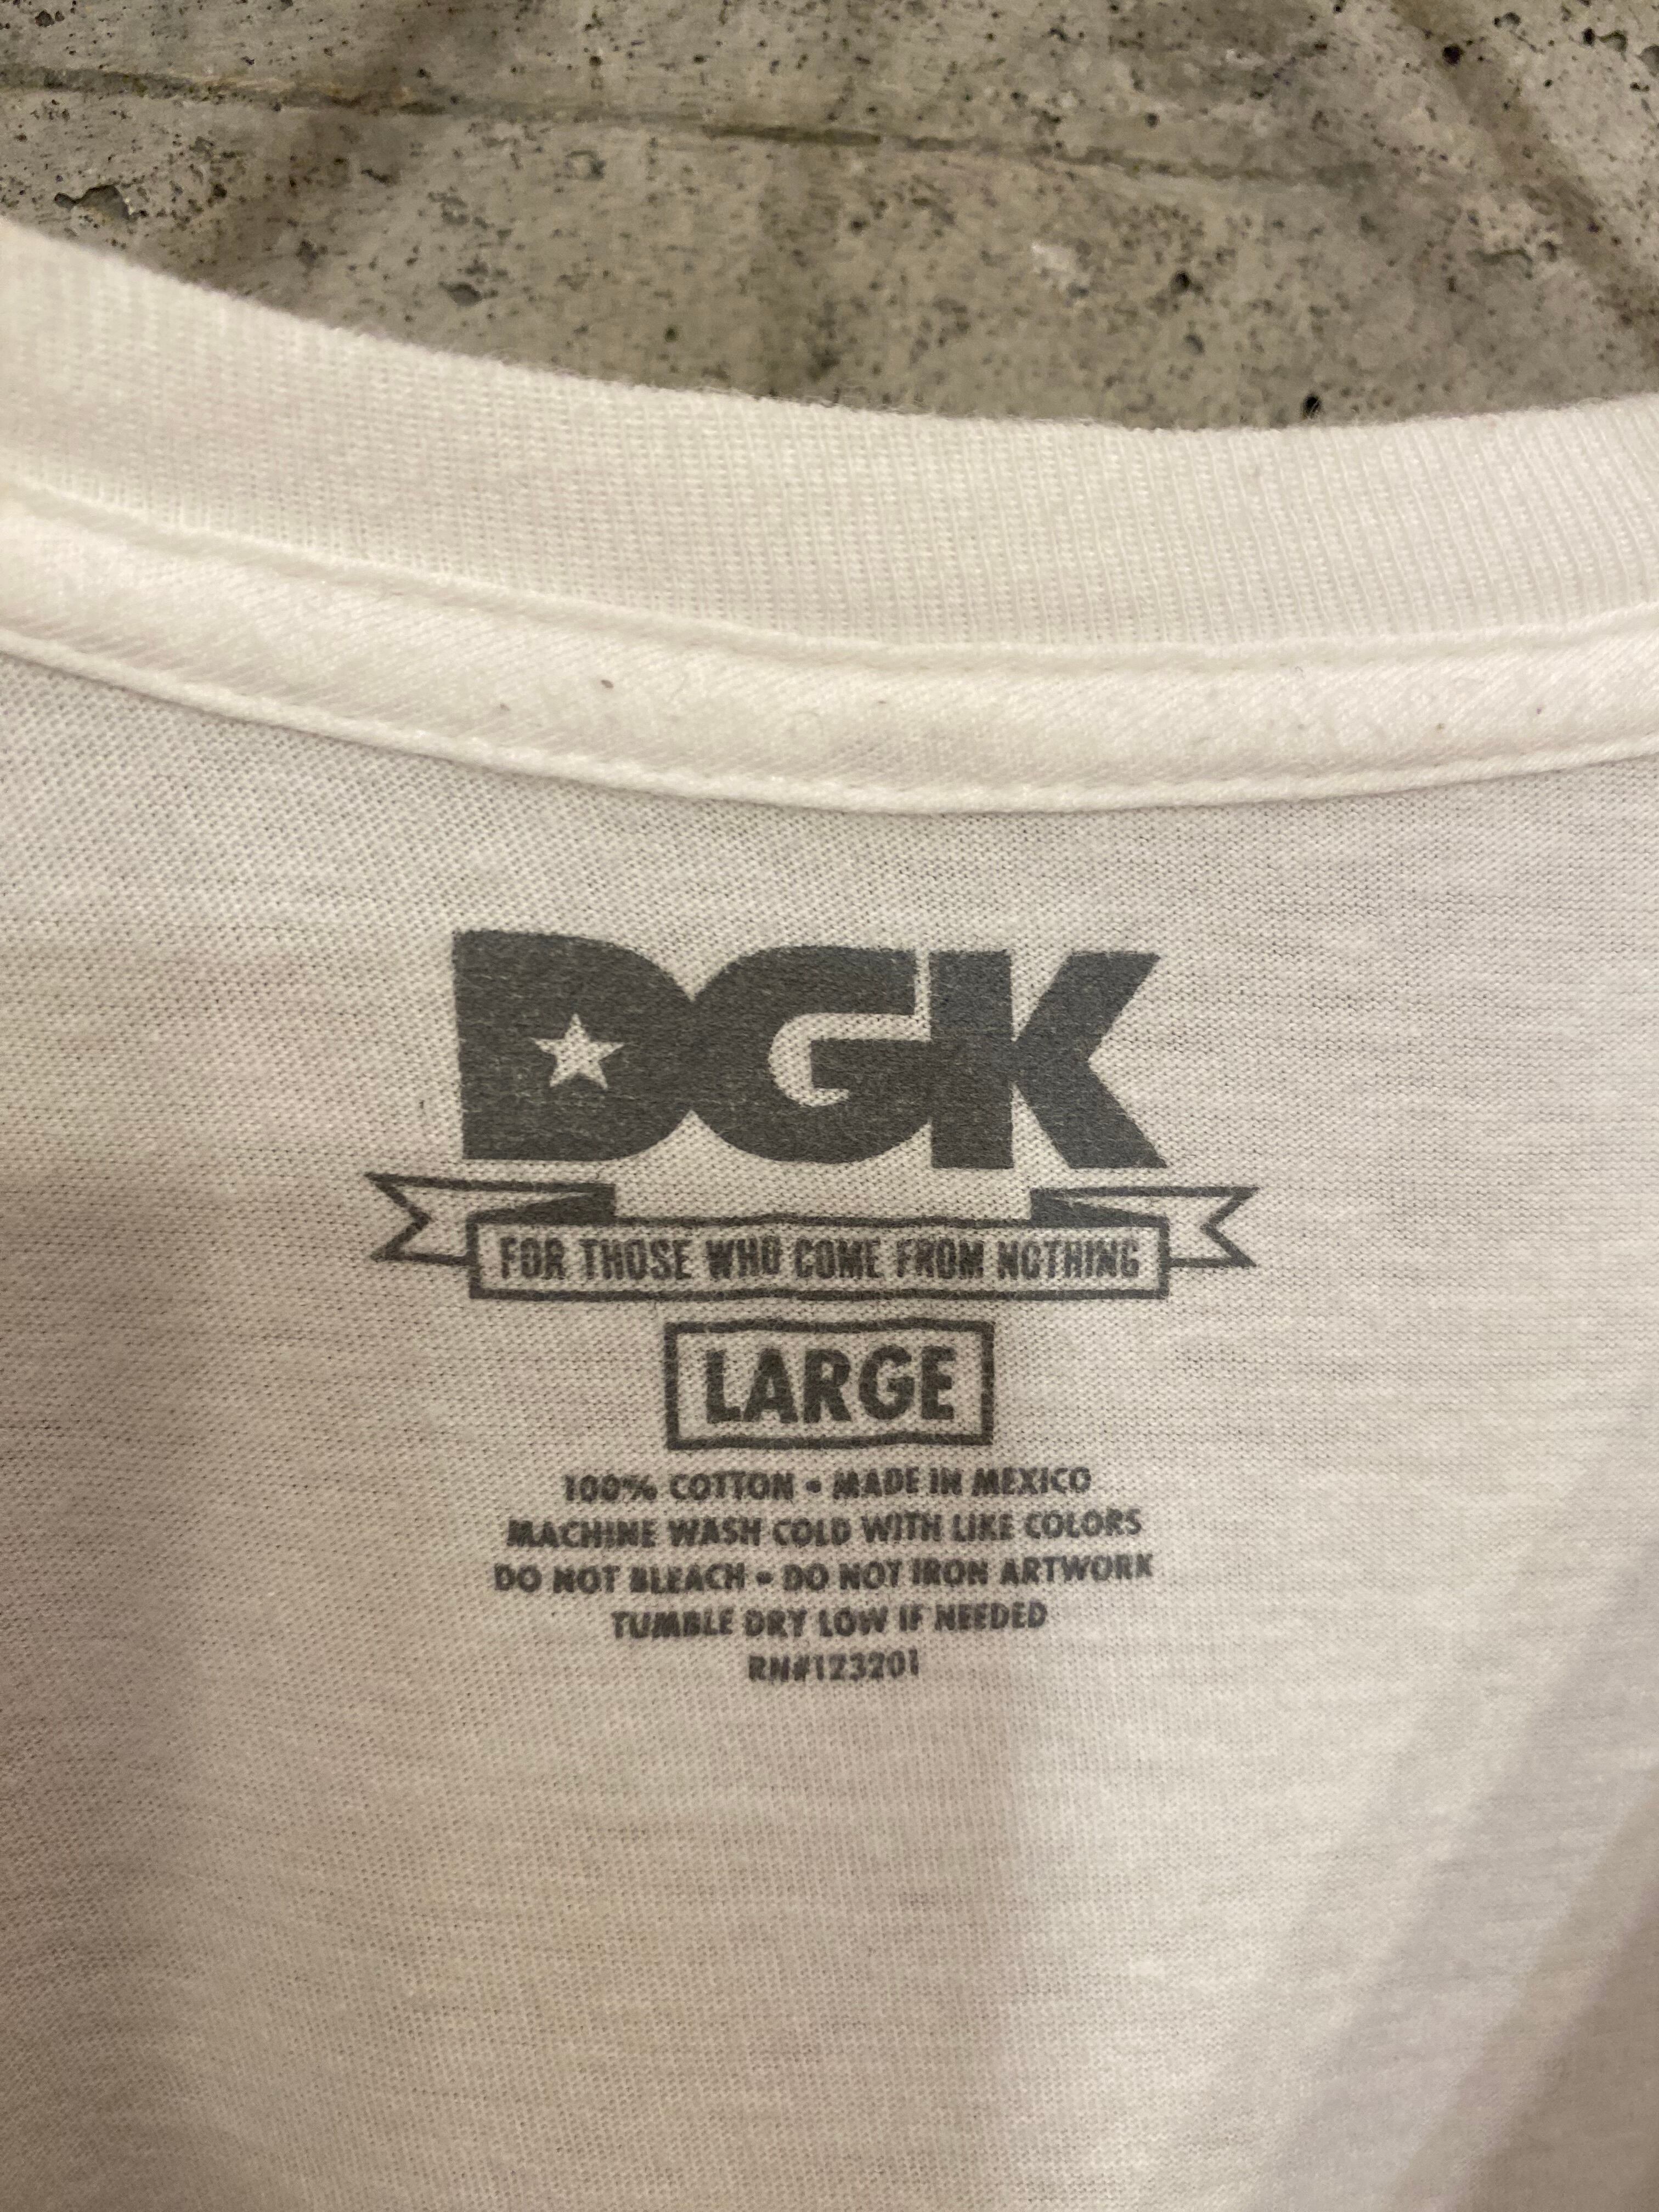 DGK
FOR THOSE WHO COME FROM NOTHING
LARGE
100% COTTON • MADE IN MEXICO
MACHINE WASH COLD WITH LIKE COLORS
DO NOT BLEACH • DO NOT IRON ARTWORK
TUMBLE DRY LOW IF NEEDED
RN#123201